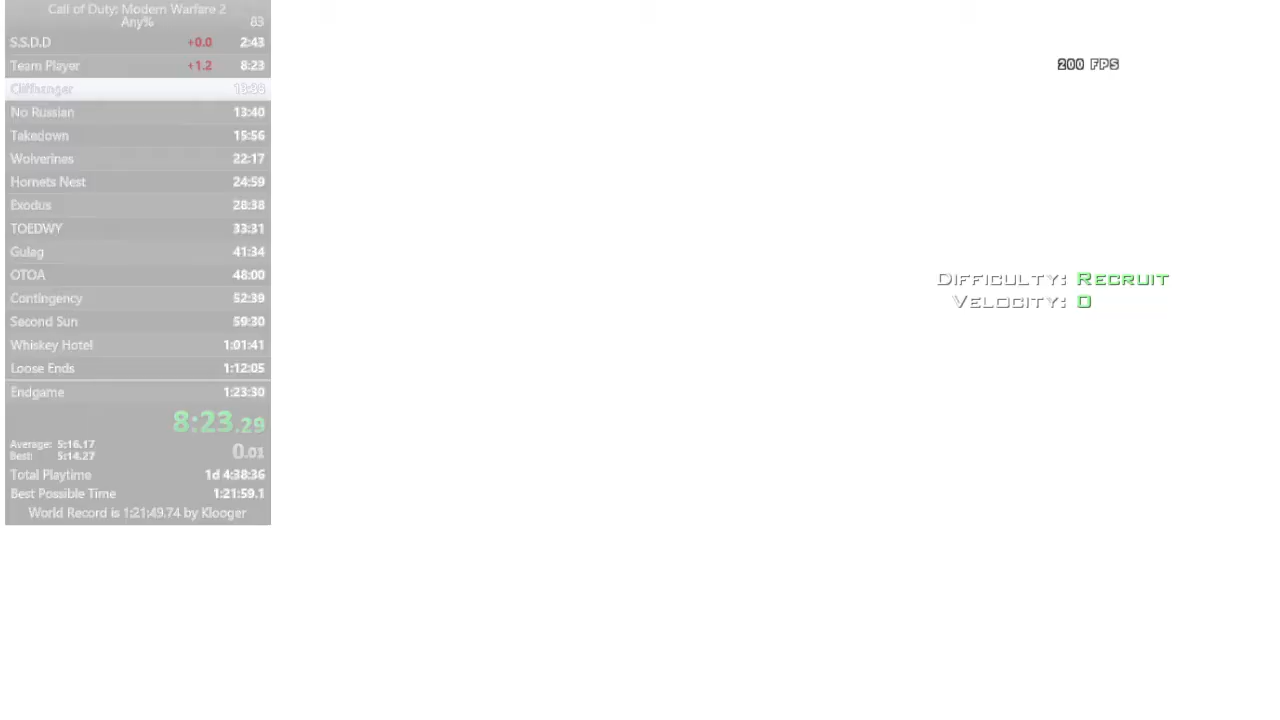 Call of Duty: Modern Warfare 2
Any% 83
S.S.D.D +0.0 2:43
Team Player +1.2 8:23
Cliffhanger
No Russian 13:40
Takedown 15:56
Wolverines 22:17
Hornets Nest 24:59
Exodus 28:38
TOEDWY 33:31
Gulag 41:34
OTOA 48:00
Contingency 52:39
Second Sun 59:30
Whiskey Hotel 1:01:41
Loose Ends 1:12:05
Endgame 1:23:30
8:23.29
Average: 5:16.17
Best: 5:14.27
0.01
Total Playtime 1d 4:38:36
Best Possible Time 1:21:59.1
World Record is 1:21:49.74 by Klooger
200 FPS
Difficulty: Recruit
Velocity: 0